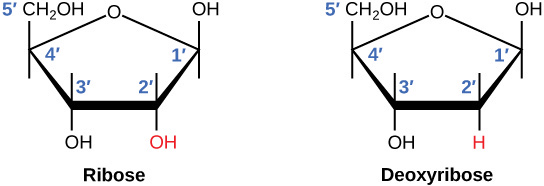 5′ CH2OH O OH
4′ 1′
3′ 2′
OH OH
Ribose
5′ CH2OH O OH
4′ 1′
3′ 2′
OH H
Deoxyribose